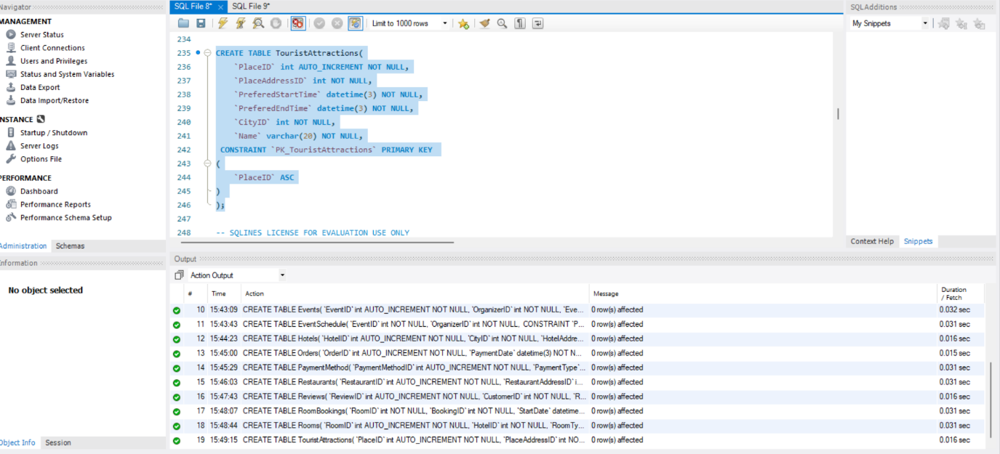 Navigator
MANAGEMENT
Server Status
Client Connections
Users and Privileges
Status and System Variables
Data Export
Data Import/Restore
INSTANCE
Startup / Shutdown
Server Logs
Options File
PERFORMANCE
Dashboard
Performance Reports
Performance Schema Setup
Administration Schemas
Information
No object selected
Object Info Session
SQL File 8* SQL File 9*
Limit to 1000 rows
234
235 CREATE TABLE TouristAttractions(
236 `PlaceID` int AUTO_INCREMENT NOT NULL,
237 `PlaceAddressID` int NOT NULL,
238 `PreferedStartTime` datetime(3) NOT NULL,
239 `PreferedEndTime` datetime(3) NOT NULL,
240 `CityID` int NOT NULL,
241 `Name` varchar(20) NOT NULL,
242 CONSTRAINT `PK_TouristAttractions` PRIMARY KEY
243 (
244 `PlaceID` ASC
245 )
246 );
247
248 -- SQLINES LICENSE FOR EVALUATION USE ONLY
SQLAdditions
My Snippets
Context Help Snippets
Output
Action Output
# Time Action Message Duration / Fetch
10 15:43:09 CREATE TABLE Events( `EventID` int AUTO_INCREMENT NOT NULL, `OrganizerID` int NOT NULL, `Eve... 0 row(s) affected 0.032 sec
11 15:43:43 CREATE TABLE EventSchedule( `EventID` int NOT NULL, `OrganizerID` int NOT NULL, CONSTRAINT `P... 0 row(s) affected 0.031 sec
12 15:44:23 CREATE TABLE Hotels( `HotelID` int AUTO_INCREMENT NOT NULL, `CityID` int NOT NULL, `HotelAddre... 0 row(s) affected 0.016 sec
13 15:45:00 CREATE TABLE Orders( `OrderID` int AUTO_INCREMENT NOT NULL, `PaymentDate` datetime(3) NOT N... 0 row(s) affected 0.015 sec
14 15:45:29 CREATE TABLE PaymentMethod( `PaymentMethodID` int AUTO_INCREMENT NOT NULL, `PaymentType`... 0 row(s) affected 0.031 sec
15 15:46:03 CREATE TABLE Restaurants( `RestaurantID` int AUTO_INCREMENT NOT NULL, `RestaurantAddressID` i... 0 row(s) affected 0.031 sec
16 15:47:43 CREATE TABLE Reviews( `ReviewID` int AUTO_INCREMENT NOT NULL, `CustomerID` int NOT NULL, `R... 0 row(s) affected 0.016 sec
17 15:48:07 CREATE TABLE RoomBookings( `RoomID` int NOT NULL, `BookingID` int NOT NULL, `StartDate` datetime... 0 row(s) affected 0.031 sec
18 15:48:44 CREATE TABLE Rooms( `RoomID` int AUTO_INCREMENT NOT NULL, `HotelID` int NOT NULL, `RoomTy... 0 row(s) affected 0.031 sec
19 15:49:15 CREATE TABLE TouristAttractions( `PlaceID` int AUTO_INCREMENT NOT NULL, `PlaceAddressID` int NO... 0 row(s) affected 0.016 sec